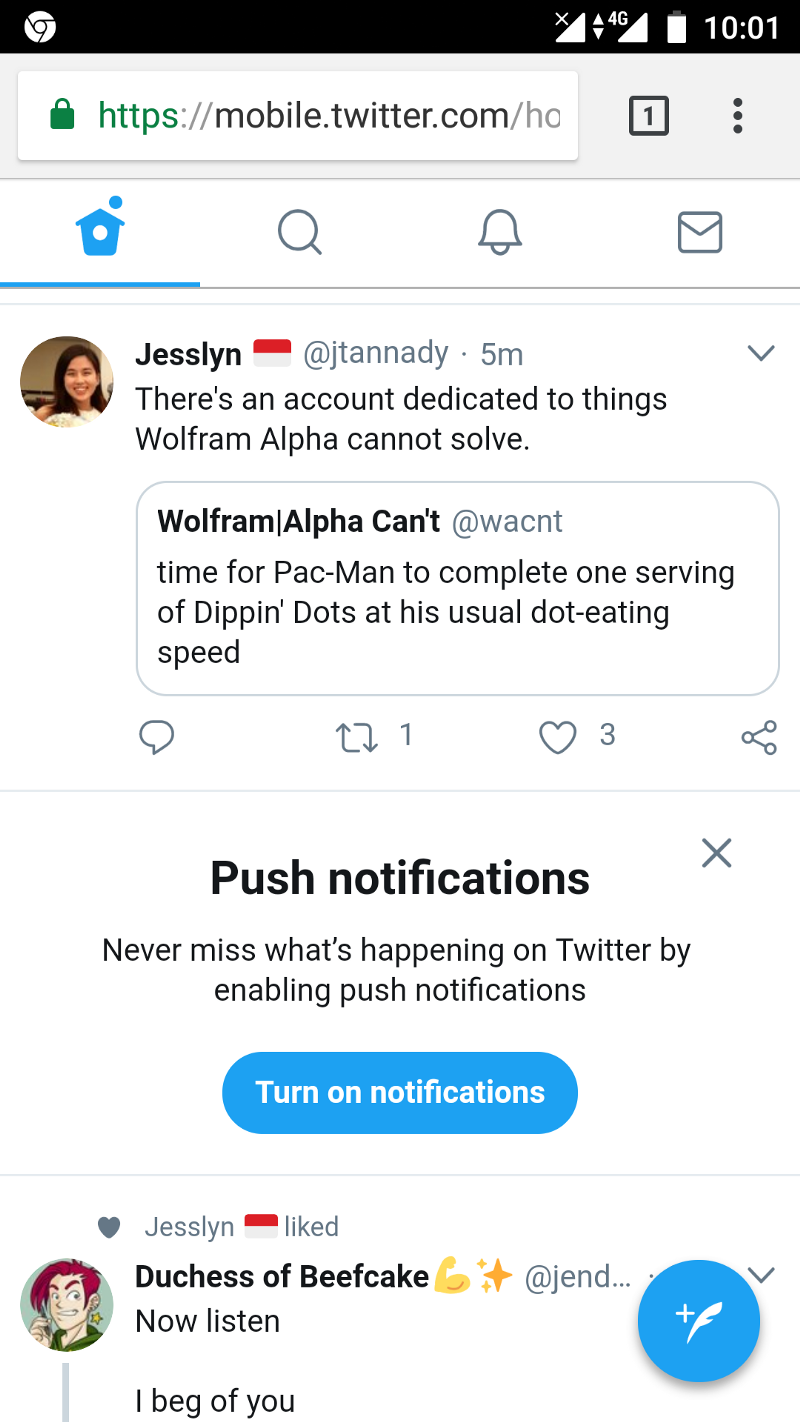 4G 10:01
https://mobile.twitter.com/ho
1
Jesslyn 🇮🇩 @jtannady · 5m
There's an account dedicated to things
Wolfram Alpha cannot solve.
Wolfram|Alpha Can't @wacnt
time for Pac-Man to complete one serving
of Dippin' Dots at his usual dot-eating
speed
1 3
Push notifications
Never miss what’s happening on Twitter by
enabling push notifications
Turn on notifications
Jesslyn 🇮🇩 liked
Duchess of Beefcake💪✨ @jend... ·
Now listen
I beg of you